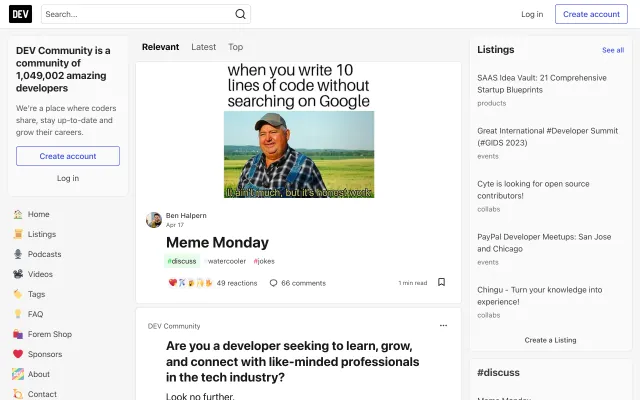 DEV
Search...
Log in
Create account
DEV Community is a
community of
1,049,002 amazing
developers
We're a place where coders
share, stay up-to-date and
grow their careers.
Create account
Log in
Home
Listings
Podcasts
Videos
Tags
FAQ
Forem Shop
Sponsors
About
Contact
Relevant
Latest
Top
when you write 10
lines of code without
searching on Google
It ain't much, but it's honest work.
Ben Halpern
Apr 17
Meme Monday
#discuss
watercooler
#jokes
49 reactions
66 comments
1 min read
DEV Community
Are you a developer seeking to learn, grow,
and connect with like-minded professionals
in the tech industry?
Look no further.
Listings
See all
SAAS Idea Vault: 21 Comprehensive
Startup Blueprints
products
Great International #Developer Summit
(#GIDS 2023)
events
Cyte is looking for open source
contributors!
collabs
PayPal Developer Meetups: San Jose
and Chicago
events
Chingu - Turn your knowledge into
experience!
collabs
Create a Listing
#discuss
Meme Monday